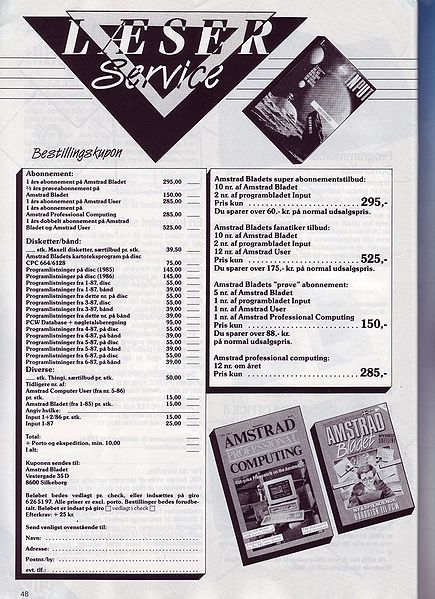 LÆSER
Service
INPUT
Bestillingskupon
Abonnement:
1 års abonnement på Amstrad Bladet 295,00
½ års prøveabonnement på
Amstrad Bladet 150,00
1 års abonnement på Amstrad User 285,00
1 års abonnement på
Amstrad Professional Computing 285,00
1 års dobbelt abonnement på Amstrad
Bladet og Amstrad User 525,00
Disketter/bånd:
stk. Maxell disketter, særtilbud pr. stk. 39,50
Amstrad Bladets kartoteksprogram på disc
CPC 664/6128 75,00
Programlistninger på disc (1985) 145,00
Programlistninger på disc (1986) 145,00
Programlistninger fra 1-87, disc 55,00
Programlistninger fra 1-87, bånd 39,00
Programlistninger fra dette nr. på disc 55,00
Programlistninger fra 3-87, disc 55,00
Programlistninger fra 3-87, bånd 39,00
Programlistninger fra dette nr. på bånd 39,00
PCW Database + nøgletalsberegning 95,00
Programlistninger fra 4-87, på disc 55,00
Programlistninger fra 4-87, på bånd 39,00
Programlistninger fra 5-87, på disc 55,00
Programlistninger fra 5-87, på bånd 39,00
Programlistninger fra 6-87, på disc 55,00
Programlistninger fra 6-87, på bånd 39,00
Diverse:
stk. Thingi, særtilbud pr. stk. 50,00
Tidligere nr. af:
Amstrad Computer User (fra nr. 5-86)
pr. stk. 15,00
Amstrad Bladet (fra 1-85) pr. stk. 15,00
Angiv hvilke:
Input 1+2/86 pr. stk. 15,00
Input 1-87 25,00
Total:
+ Porto og ekspedition, min. 10,00
I alt:
Kuponen sendes til:
Amstrad Bladet
Vestergade 35 D
8600 Silkeborg
Beløbet bedes vedlagt pr. check, eller indsættes på giro
6 26 51 97. Alle priser er excl. porto. Bestillinger bedes forudbe-
talt. Beløbet er indsat på giro □ vedlagt i check □
Efterkrav: + 25 kr.
Send venligst ovenstående til:
Navn:
Adresse:
Postnr/by:
evt. tlf.:
Amstrad Bladets super abonnementstilbud:
10 nr. af Amstrad Bladet
2 nr. af programbladet Input
Pris kun 295,-
Du sparer over 60,- kr. på normal udsalgspris.
Amstrad Bladets fanatiker tilbud:
10 nr. af Amstrad Bladet
2 nr. af programbladet Input
12 nr. af Amstrad User
Pris kun 525,-
Du sparer over 175,- kr. på normal udsalgspris.
Amstrad Bladets "prøve" abonnement:
5 nr. af Amstrad Bladet
1 nr. af programbladet Input
1 nr. af Amstrad User
1 nr. af Amstrad Professional Computing
Pris kun 150,-
Du sparer over 88,- kr.
på normal udsalgspris.
Amstrad professional computing:
12 nr. om året
Pris kun 285,-
AMSTRAD
PROFESSIONAL
COMPUTING
AMSTRAD
Bladet
48